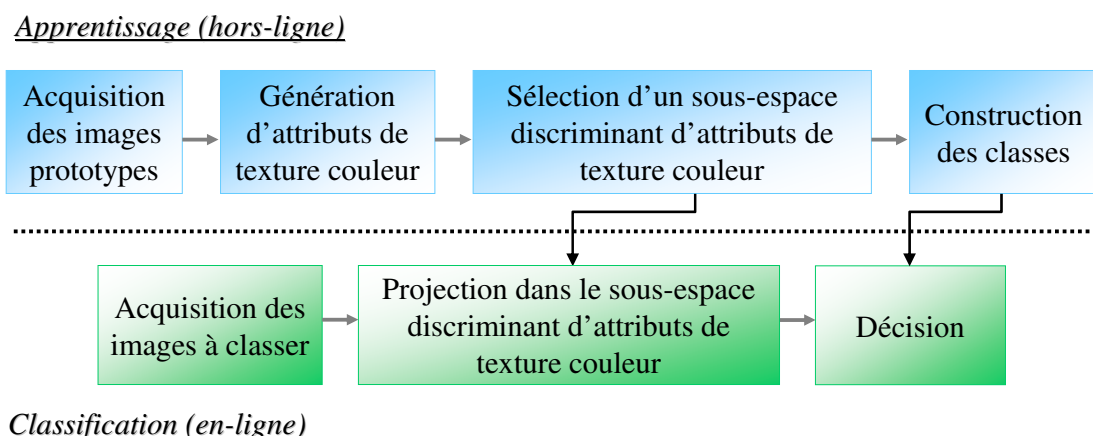 Apprentissage (hors-ligne)
Acquisition
des images
prototypes
Génération
d'attributs de
texture couleur
Sélection d'un sous-espace
discriminant d'attributs de
texture couleur
Construction
des classes
Acquisition des
images à classer
Projection dans le sous-espace
discriminant d'attributs de
texture couleur
Décision
Classification (en-ligne)